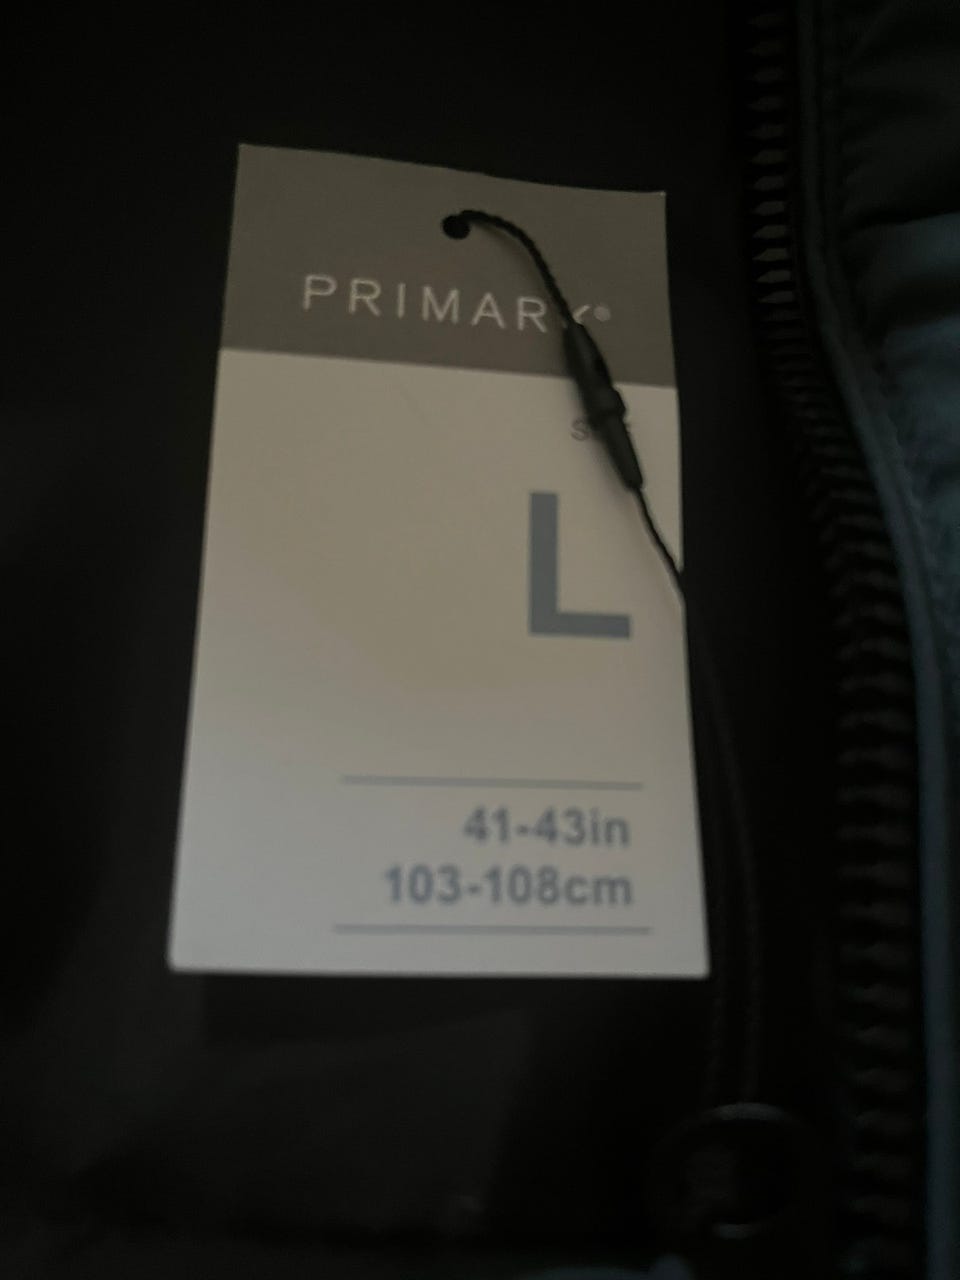 PRIMARK®
L
41-43in
103-108cm